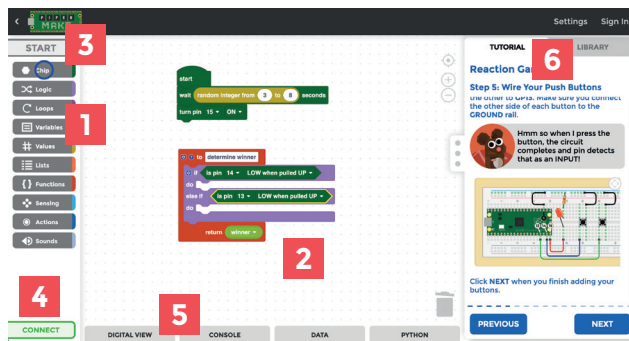 PIPER
MAKE
Settings Sign In
START
3
Chip
Logic
Loops
Variables
1
Values
Lists
Functions
Sensing
Actions
Sounds
4
CONNECT
start
wait random integer from 3 to 8 seconds
turn pin 15 ON
to determine winner
if is pin 14 LOW when pulled UP
do
else if is pin 13 LOW when pulled UP
do
return winner
2
5
DIGITAL VIEW CONSOLE DATA PYTHON
TUTORIAL LIBRARY
6
Reaction Ga
Step 5: Wire Your Push Buttons
the other to GP13. Make sure you connect
the other side of each button to the
GROUND rail.
Hmm so when I press the
button, the circuit
completes and pin detects
that as an INPUT!
Click NEXT when you finish adding your
buttons.
PREVIOUS NEXT